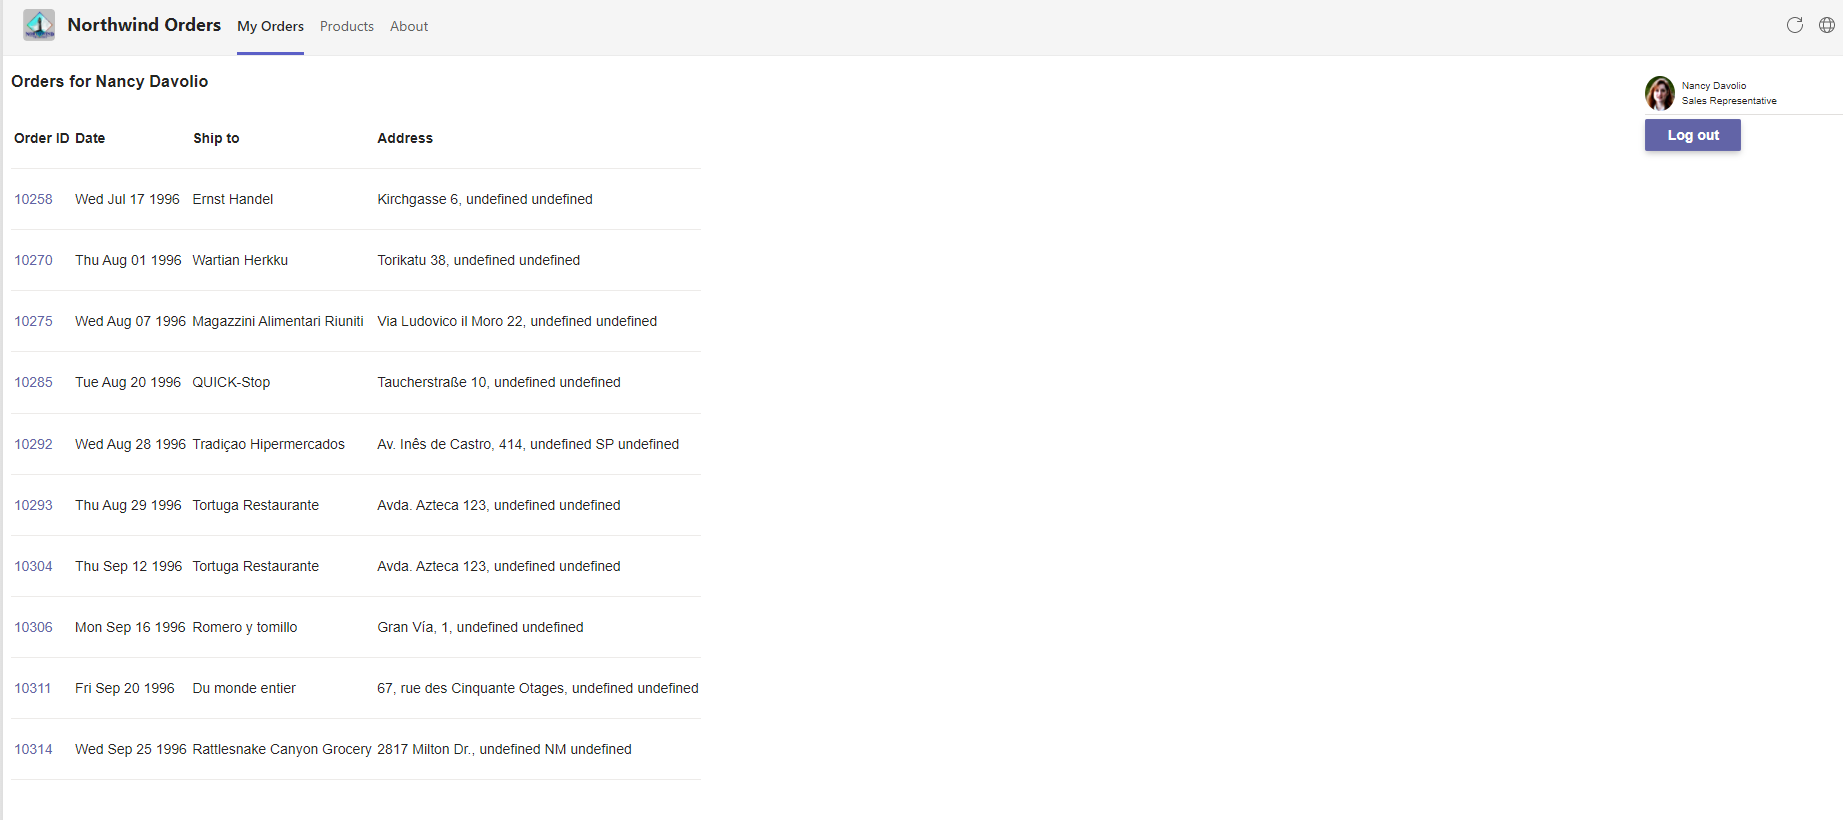 Northwind Orders My Orders Products About
Orders for Nancy Davolio
Nancy Davolio
Sales Representative
Log out
Order ID Date Ship to Address
10258 Wed Jul 17 1996 Ernst Handel Kirchgasse 6, undefined undefined
10270 Thu Aug 01 1996 Wartian Herkku Torikatu 38, undefined undefined
10275 Wed Aug 07 1996 Magazzini Alimentari Riuniti Via Ludovico il Moro 22, undefined undefined
10285 Tue Aug 20 1996 QUICK-Stop Taucherstraße 10, undefined undefined
10292 Wed Aug 28 1996 Tradiçao Hipermercados Av. Inês de Castro, 414, undefined SP undefined
10293 Thu Aug 29 1996 Tortuga Restaurante Avda. Azteca 123, undefined undefined
10304 Thu Sep 12 1996 Tortuga Restaurante Avda. Azteca 123, undefined undefined
10306 Mon Sep 16 1996 Romero y tomillo Gran Vía, 1, undefined undefined
10311 Fri Sep 20 1996 Du monde entier 67, rue des Cinquante Otages, undefined undefined
10314 Wed Sep 25 1996 Rattlesnake Canyon Grocery 2817 Milton Dr., undefined NM undefined